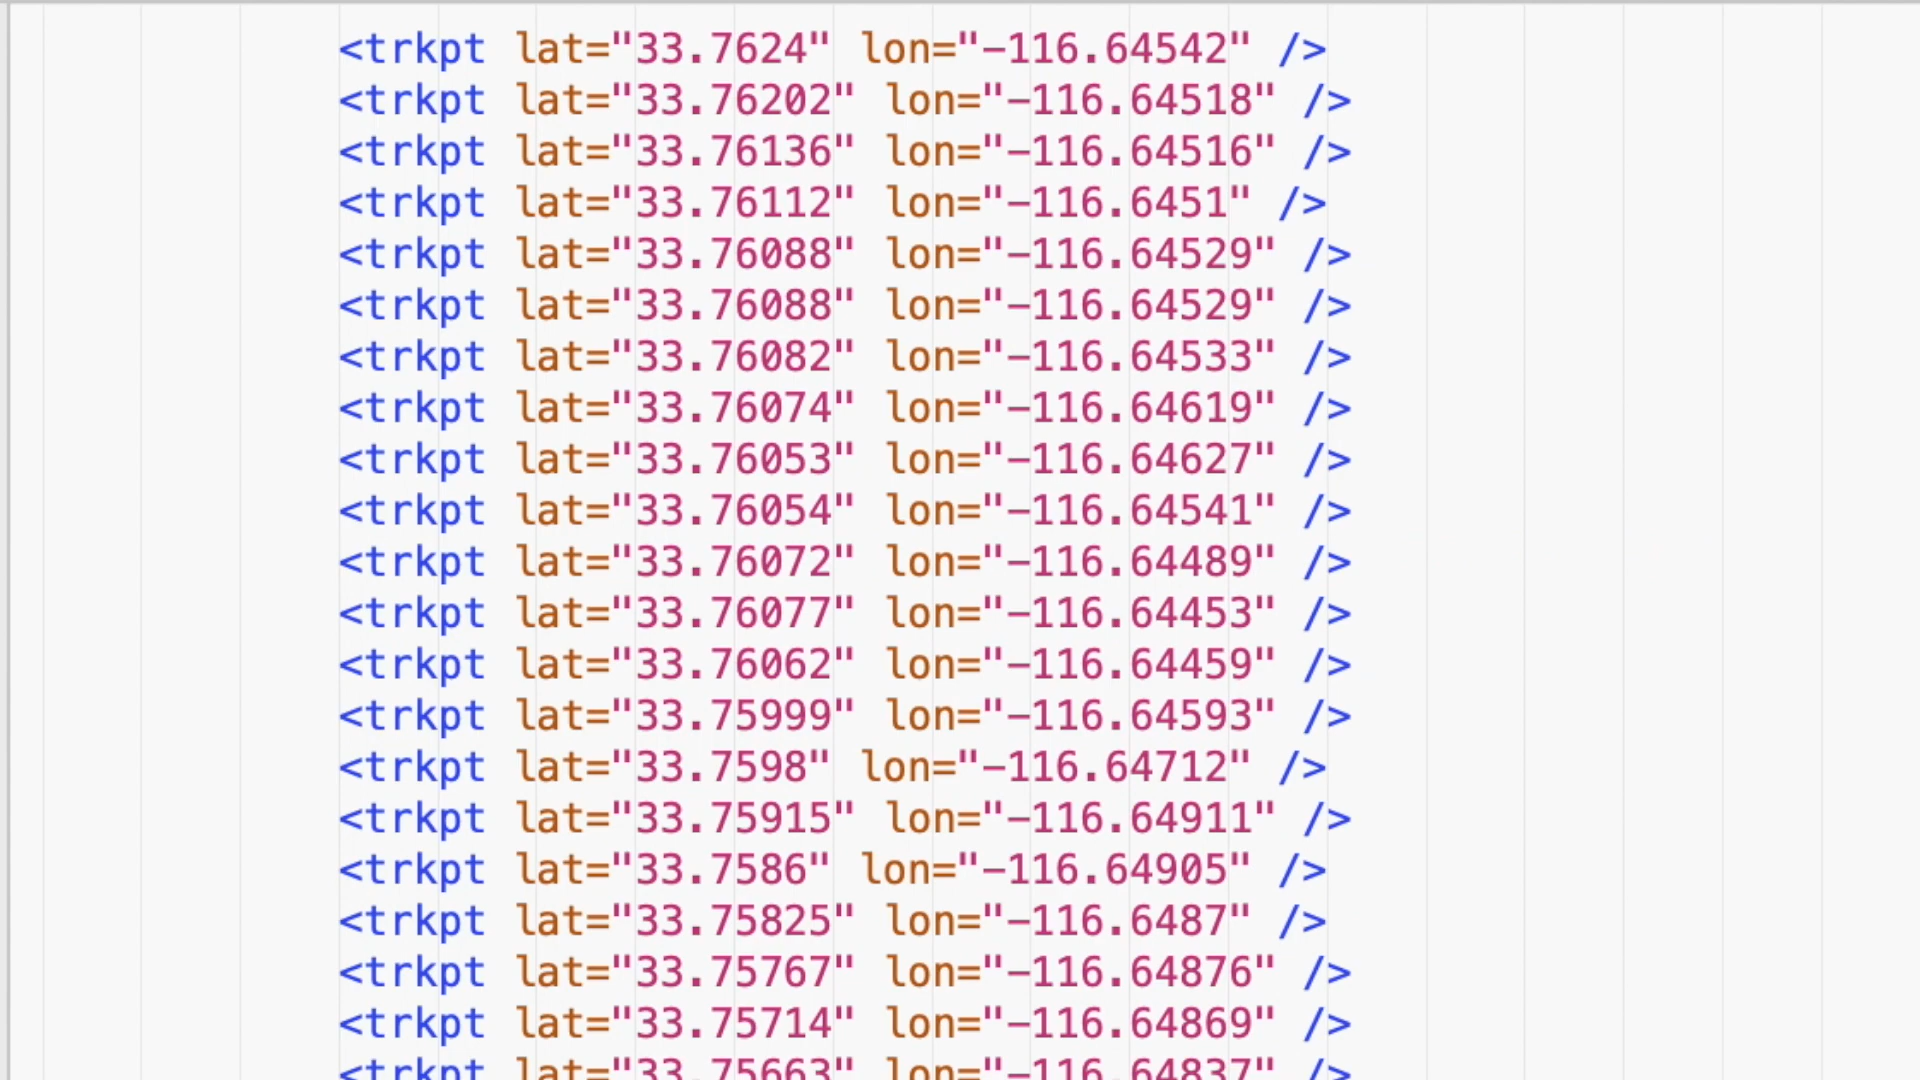 <trkpt lat="33.7624" lon="-116.64542" />
<trkpt lat="33.76202" lon="-116.64518" />
<trkpt lat="33.76136" lon="-116.64516" />
<trkpt lat="33.76112" lon="-116.6451" />
<trkpt lat="33.76088" lon="-116.64529" />
<trkpt lat="33.76088" lon="-116.64529" />
<trkpt lat="33.76082" lon="-116.64533" />
<trkpt lat="33.76074" lon="-116.64619" />
<trkpt lat="33.76053" lon="-116.64627" />
<trkpt lat="33.76054" lon="-116.64541" />
<trkpt lat="33.76072" lon="-116.64489" />
<trkpt lat="33.76077" lon="-116.64453" />
<trkpt lat="33.76062" lon="-116.64459" />
<trkpt lat="33.75999" lon="-116.64593" />
<trkpt lat="33.7598" lon="-116.64712" />
<trkpt lat="33.75915" lon="-116.64911" />
<trkpt lat="33.7586" lon="-116.64905" />
<trkpt lat="33.75825" lon="-116.6487" />
<trkpt lat="33.75767" lon="-116.64876" />
<trkpt lat="33.75714" lon="-116.64869" />
<trkpt lat="33.75663" lon="-116.64837" />